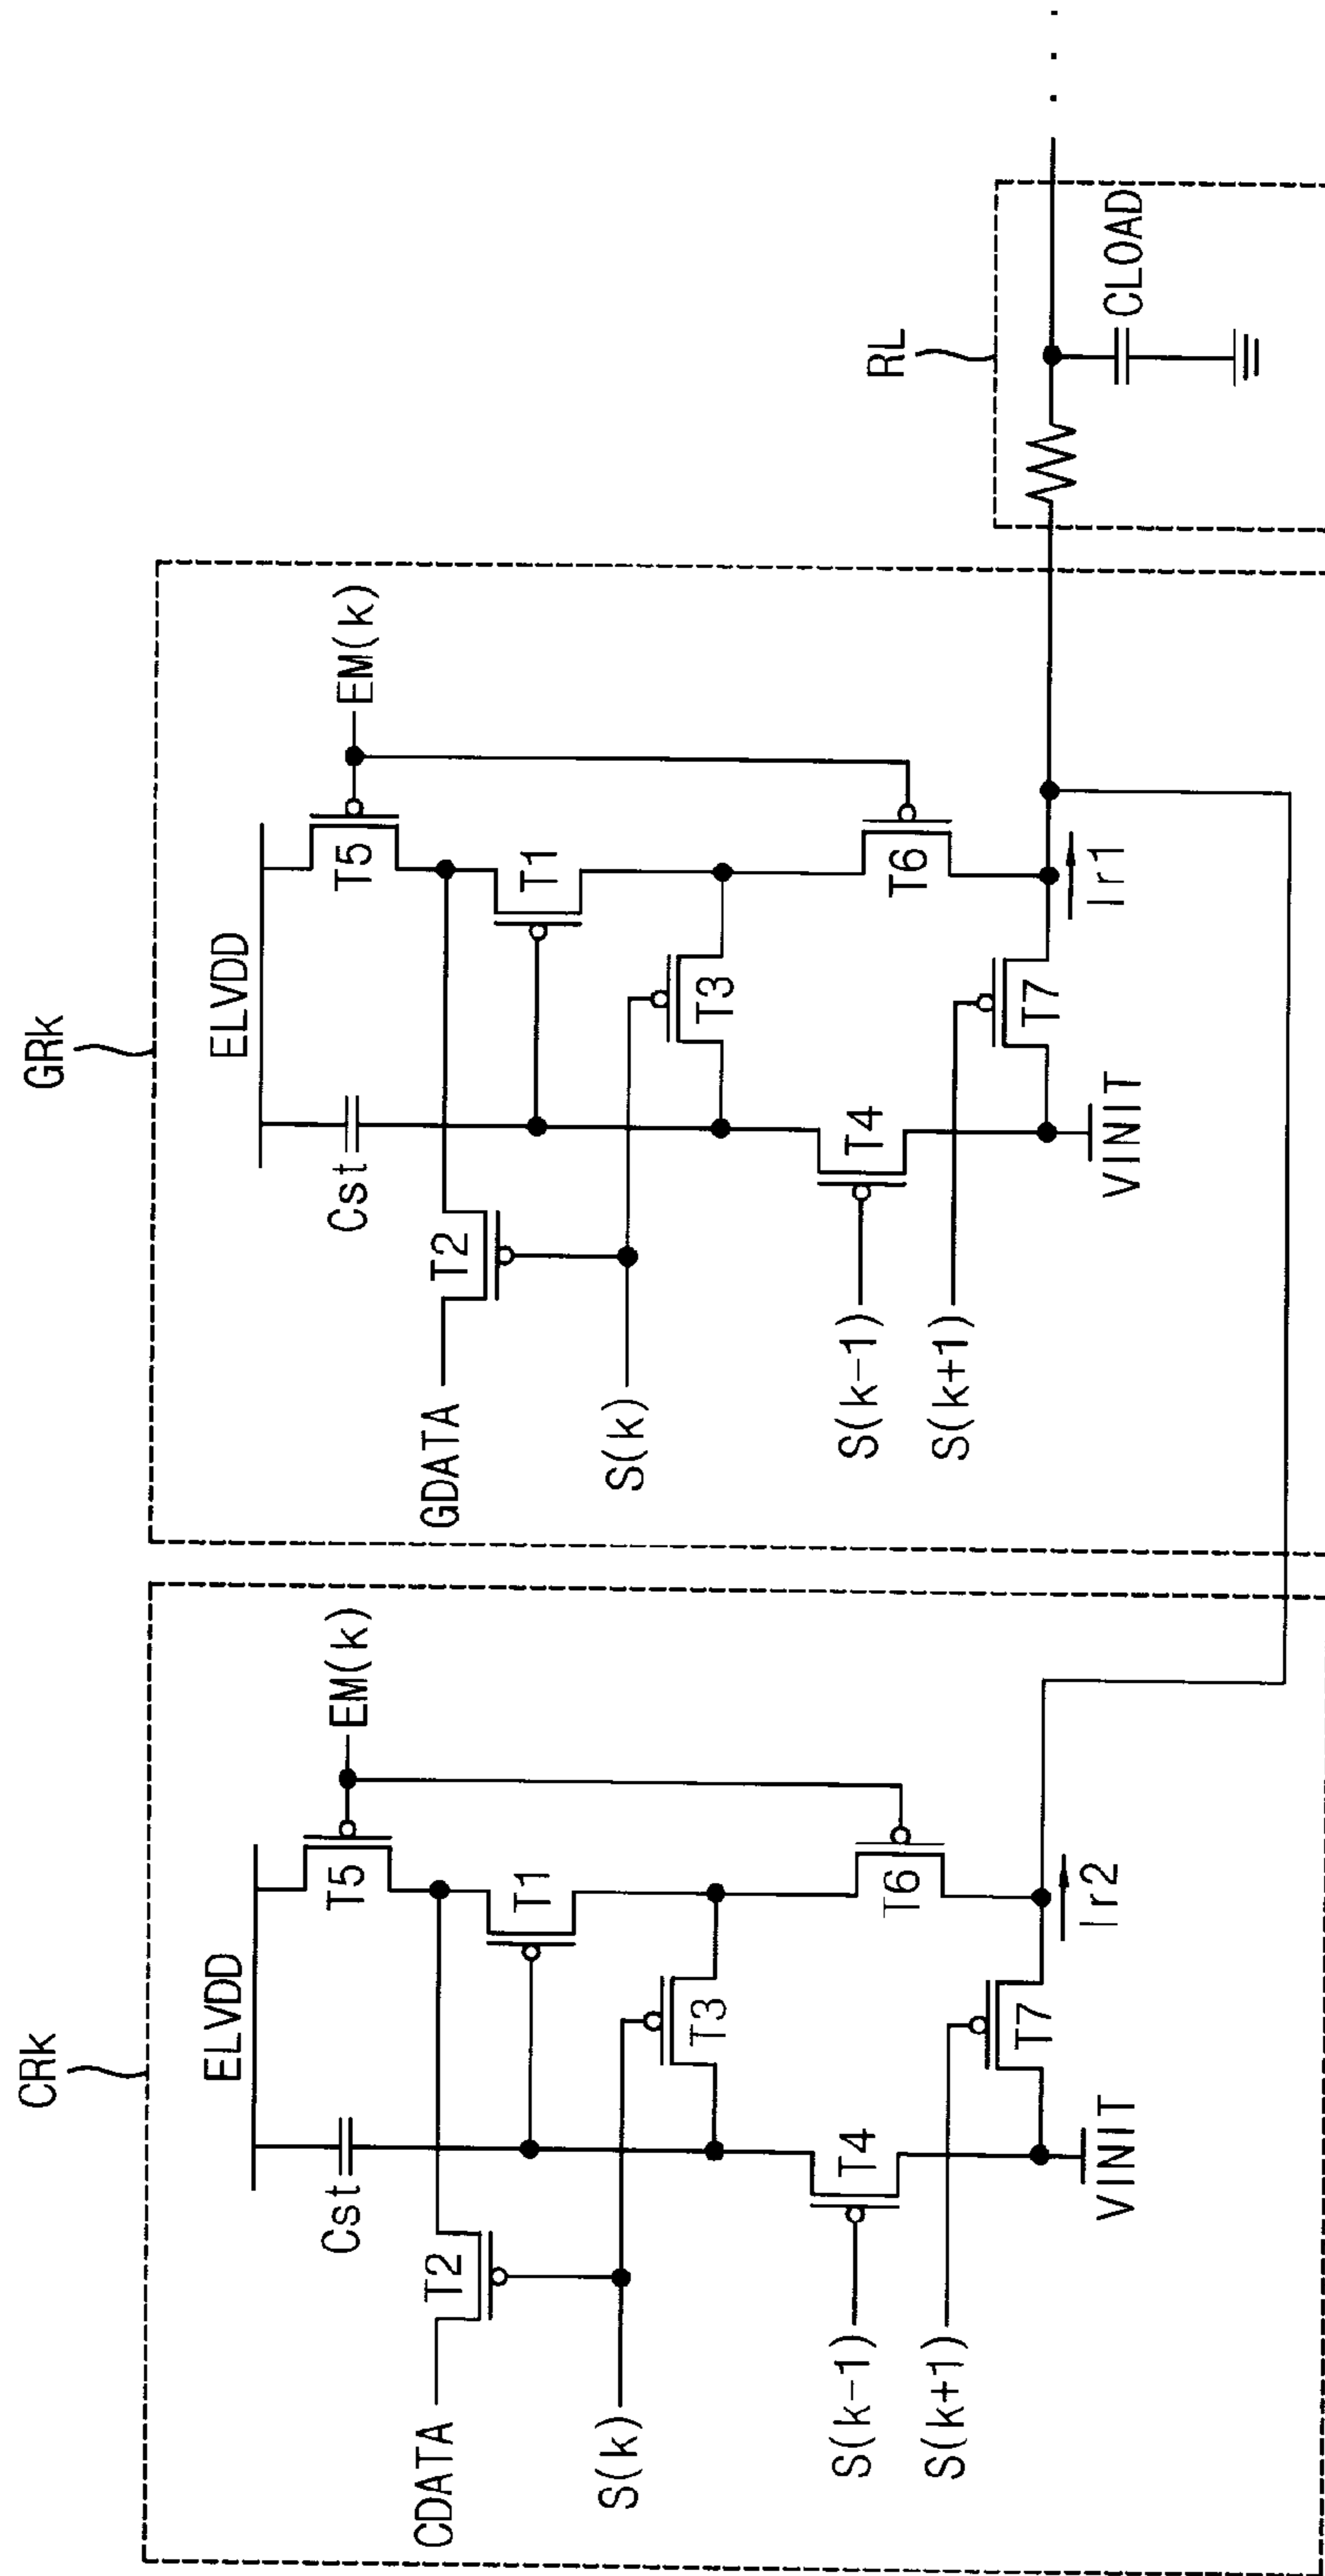 CRk
ELVDD
Cst
T5
EM(k)
T2
CDATA
T1
S(k)
T3
T4
T6
S(k-1)
S(k+1)
T7
VINIT
Ir2
GRk
ELVDD
Cst
T5
EM(k)
T2
GDATA
T1
S(k)
T3
T4
T6
S(k-1)
S(k+1)
T7
VINIT
Ir1
RL
CLOAD
. . .